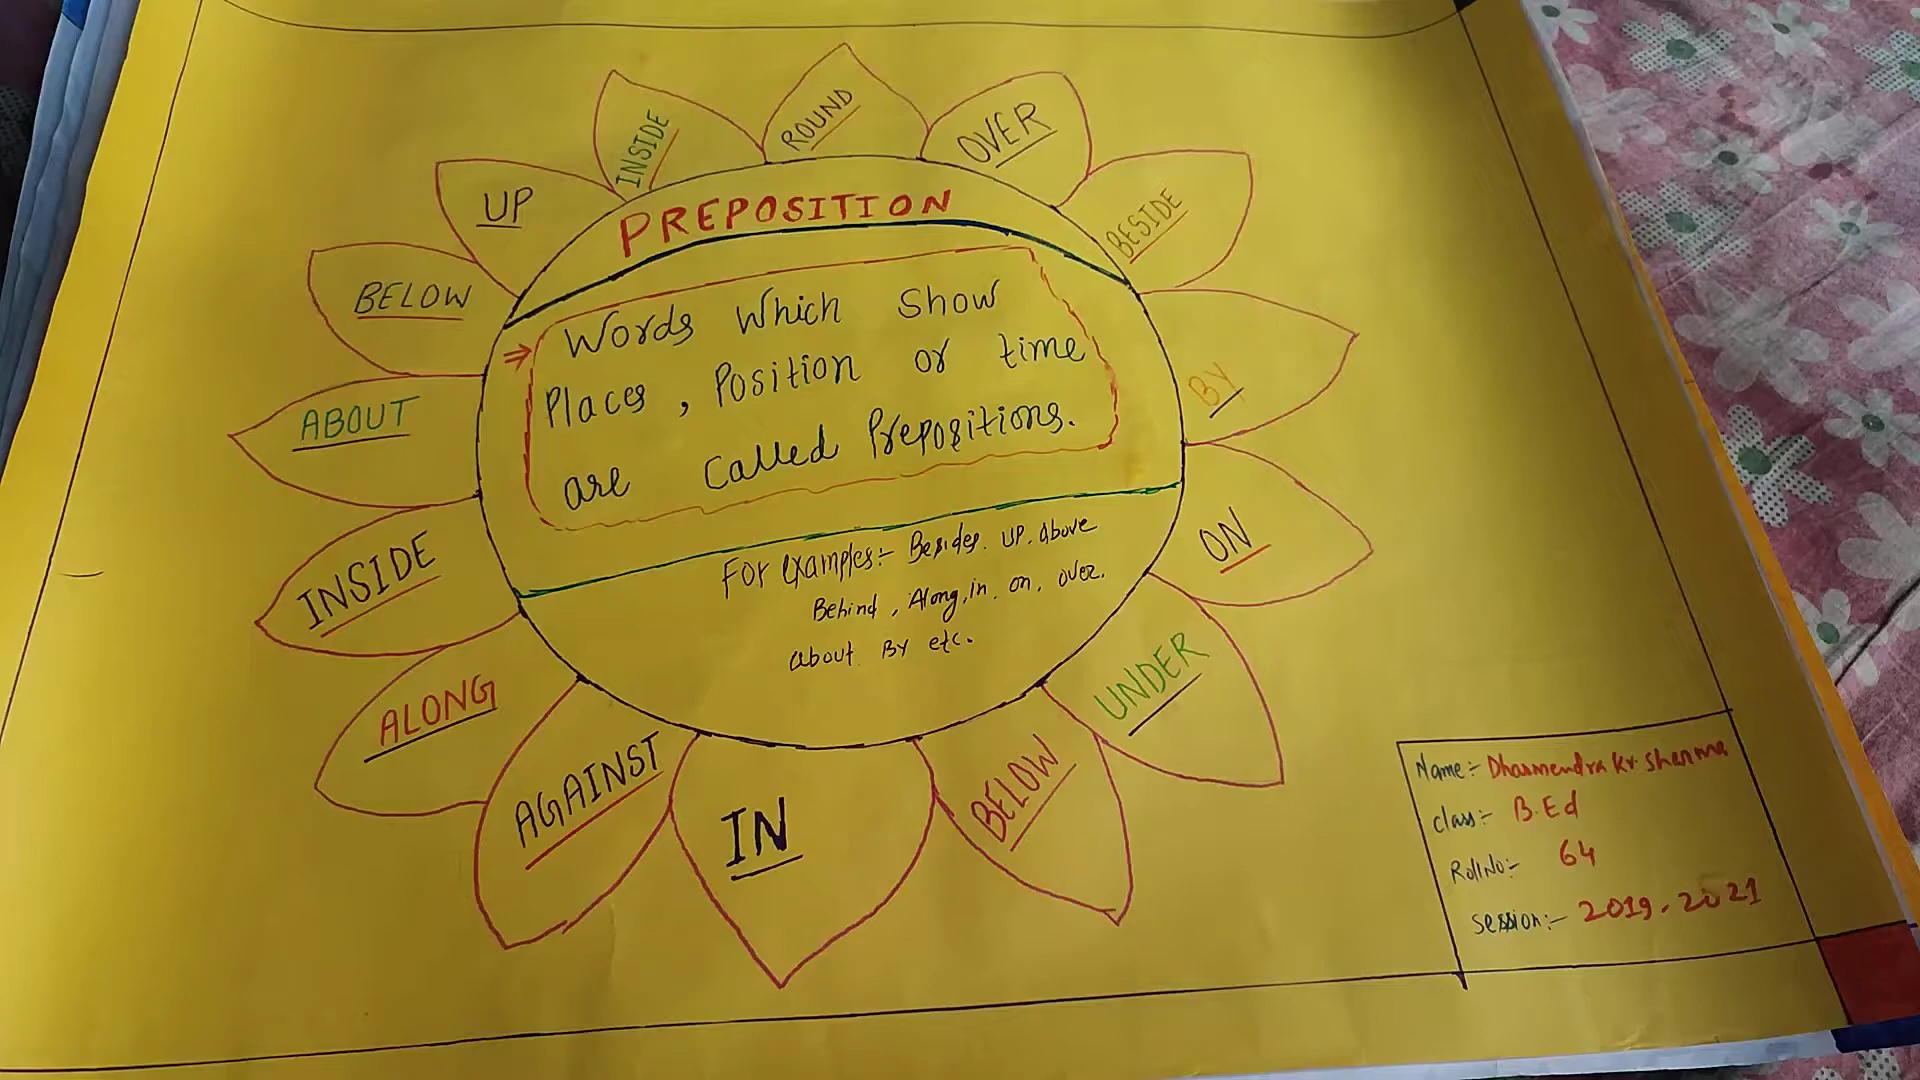 INSIDE
ROUND
OVER
BESIDE
BY
ON
UNDER
BELOW
IN
AGAINST
ALONG
INSIDE
ABOUT
BELOW
UP
PREPOSITION
⇒ Words Which Show
Places, Position or time
are Called Prepositions.
For examples:- Besides. UP. above
Behind, Along, in. on, over.
about. By etc.
Name:- Dharmendra Kr. Sharma
class:- B.Ed
RollNo:- 64
session:- 2019-2021